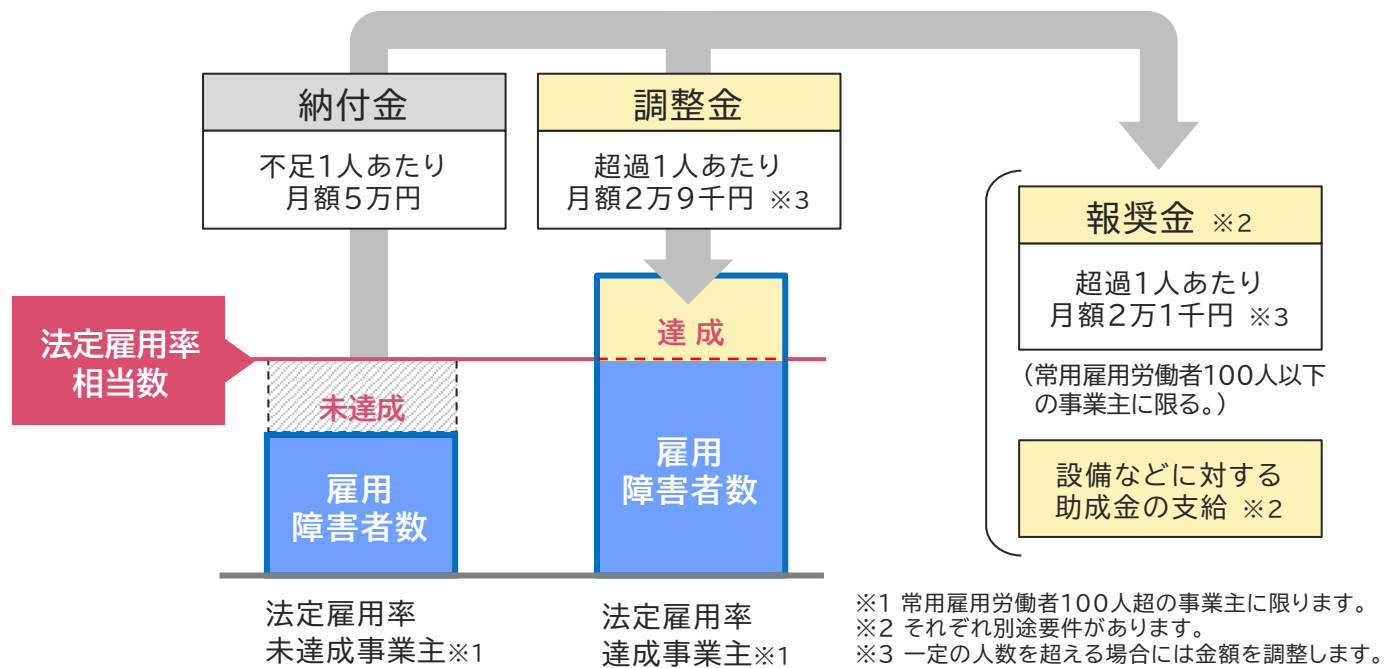 納付金
不足1人あたり
月額5万円
調整金
超過1人あたり
月額2万9千円 ※3
報奨金 ※2
超過1人あたり
月額2万1千円 ※3
(常用雇用労働者100人以下
の事業主に限る。)
設備などに対する
助成金の支給 ※2
法定雇用率
相当数
未達成
雇用
障害者数
達成
雇用
障害者数
法定雇用率
未達成事業主※1
法定雇用率
達成事業主※1
※1 常用雇用労働者100人超の事業主に限ります。
※2 それぞれ別途要件があります。
※3 一定の人数を超える場合には金額を調整します。